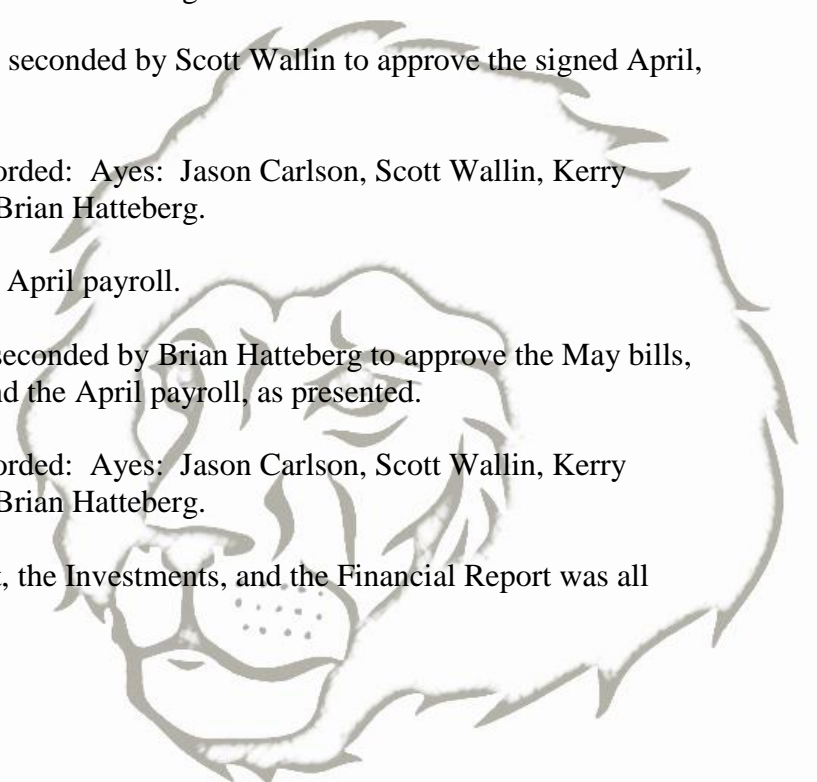 seconded by Scott Wallin to approve the signed April,
orded: Ayes: Jason Carlson, Scott Wallin, Kerry
Brian Hatteberg.
April payroll.
seconded by Brian Hatteberg to approve the May bills,
nd the April payroll, as presented.
orded: Ayes: Jason Carlson, Scott Wallin, Kerry
Brian Hatteberg.
, the Investments, and the Financial Report was all